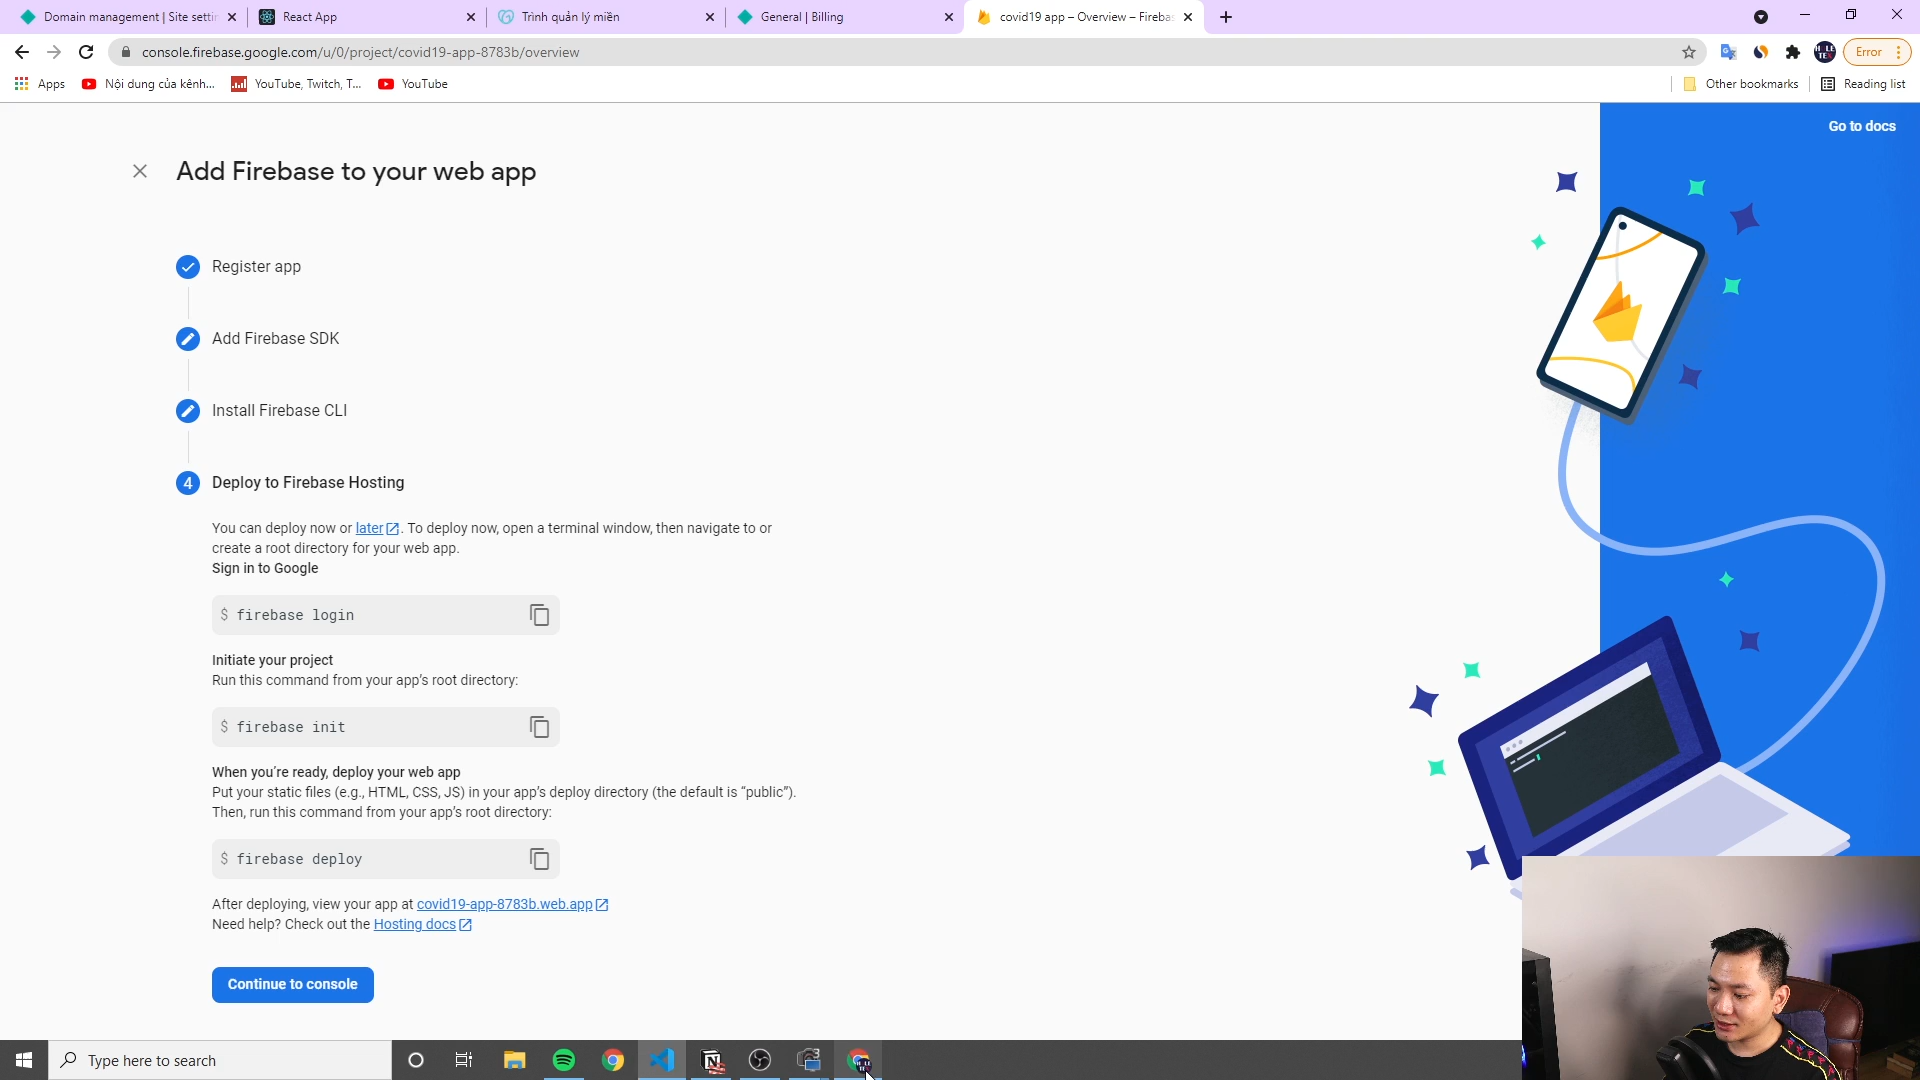 Domain management | Site settin
React App
Trình quản lý miền
General | Billing
covid19 app – Overview – Firebas
console.firebase.google.com/u/0/project/covid19-app-8783b/overview
Error
Apps
Nội dung của kênh...
YouTube, Twitch, T...
YouTube
Other bookmarks
Reading list
Go to docs
Add Firebase to your web app
Register app
Add Firebase SDK
Install Firebase CLI
4 Deploy to Firebase Hosting
You can deploy now or later. To deploy now, open a terminal window, then navigate to or
create a root directory for your web app.
Sign in to Google
$ firebase login
Initiate your project
Run this command from your app’s root directory:
$ firebase init
When you’re ready, deploy your web app
Put your static files (e.g., HTML, CSS, JS) in your app’s deploy directory (the default is “public”).
Then, run this command from your app’s root directory:
$ firebase deploy
After deploying, view your app at covid19-app-8783b.web.app
Need help? Check out the Hosting docs
Continue to console
Type here to search